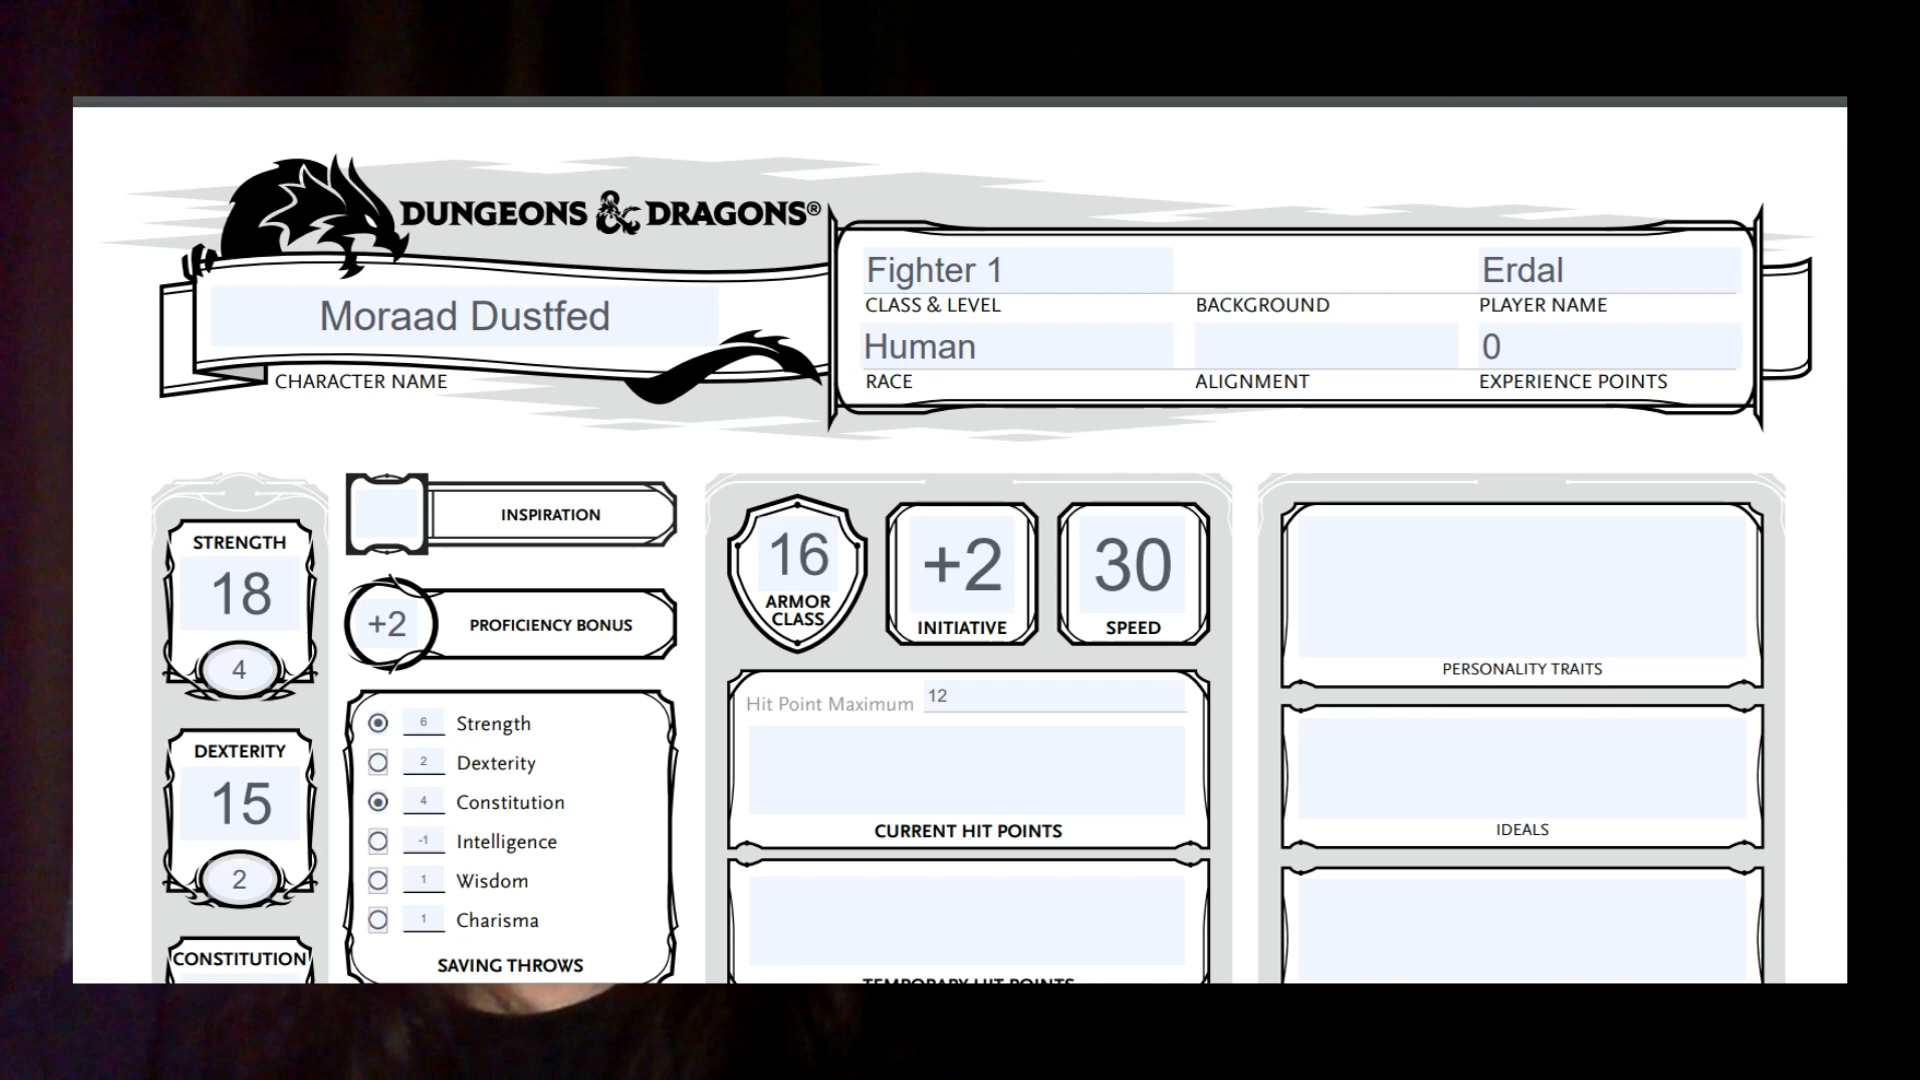 DUNGEONS & DRAGONS®
Moraad Dustfed
CHARACTER NAME
Fighter 1
CLASS & LEVEL
BACKGROUND
Erdal
PLAYER NAME
Human
RACE
ALIGNMENT
0
EXPERIENCE POINTS
STRENGTH
18
4
DEXTERITY
15
2
CONSTITUTION
INSPIRATION
+2
PROFICIENCY BONUS
6 Strength
2 Dexterity
4 Constitution
-1 Intelligence
1 Wisdom
1 Charisma
SAVING THROWS
16
ARMOR
CLASS
+2
INITIATIVE
30
SPEED
Hit Point Maximum 12
CURRENT HIT POINTS
TEMPORARY HIT POINTS
PERSONALITY TRAITS
IDEALS